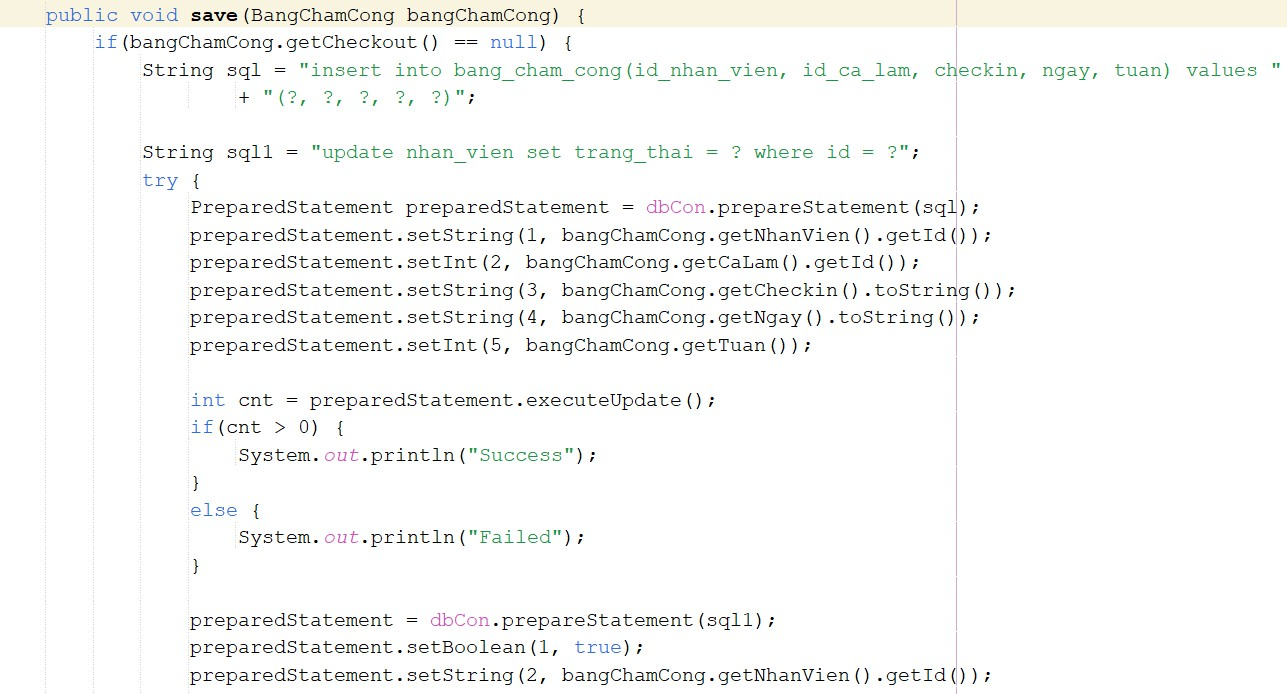 public void save(BangChamCong bangChamCong) {
if(bangChamCong.getCheckout() == null) {
String sql = "insert into bang_cham_cong(id_nhan_vien, id_ca_lam, checkin, ngay, tuan) values "
+ "(?, ?, ?, ?, ?)";
String sql1 = "update nhan_vien set trang_thai = ? where id = ?";
try {
PreparedStatement preparedStatement = dbCon.prepareStatement(sql);
preparedStatement.setString(1, bangChamCong.getNhanVien().getId());
preparedStatement.setInt(2, bangChamCong.getCaLam().getId());
preparedStatement.setString(3, bangChamCong.getCheckin().toString());
preparedStatement.setString(4, bangChamCong.getNgay().toString());
preparedStatement.setInt(5, bangChamCong.getTuan());
int cnt = preparedStatement.executeUpdate();
if(cnt > 0) {
System.out.println("Success");
}
else {
System.out.println("Failed");
}
preparedStatement = dbCon.prepareStatement(sql1);
preparedStatement.setBoolean(1, true);
preparedStatement.setString(2, bangChamCong.getNhanVien().getId());